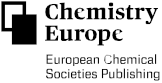 Chemistry
Europe
European Chemical
Societies Publishing